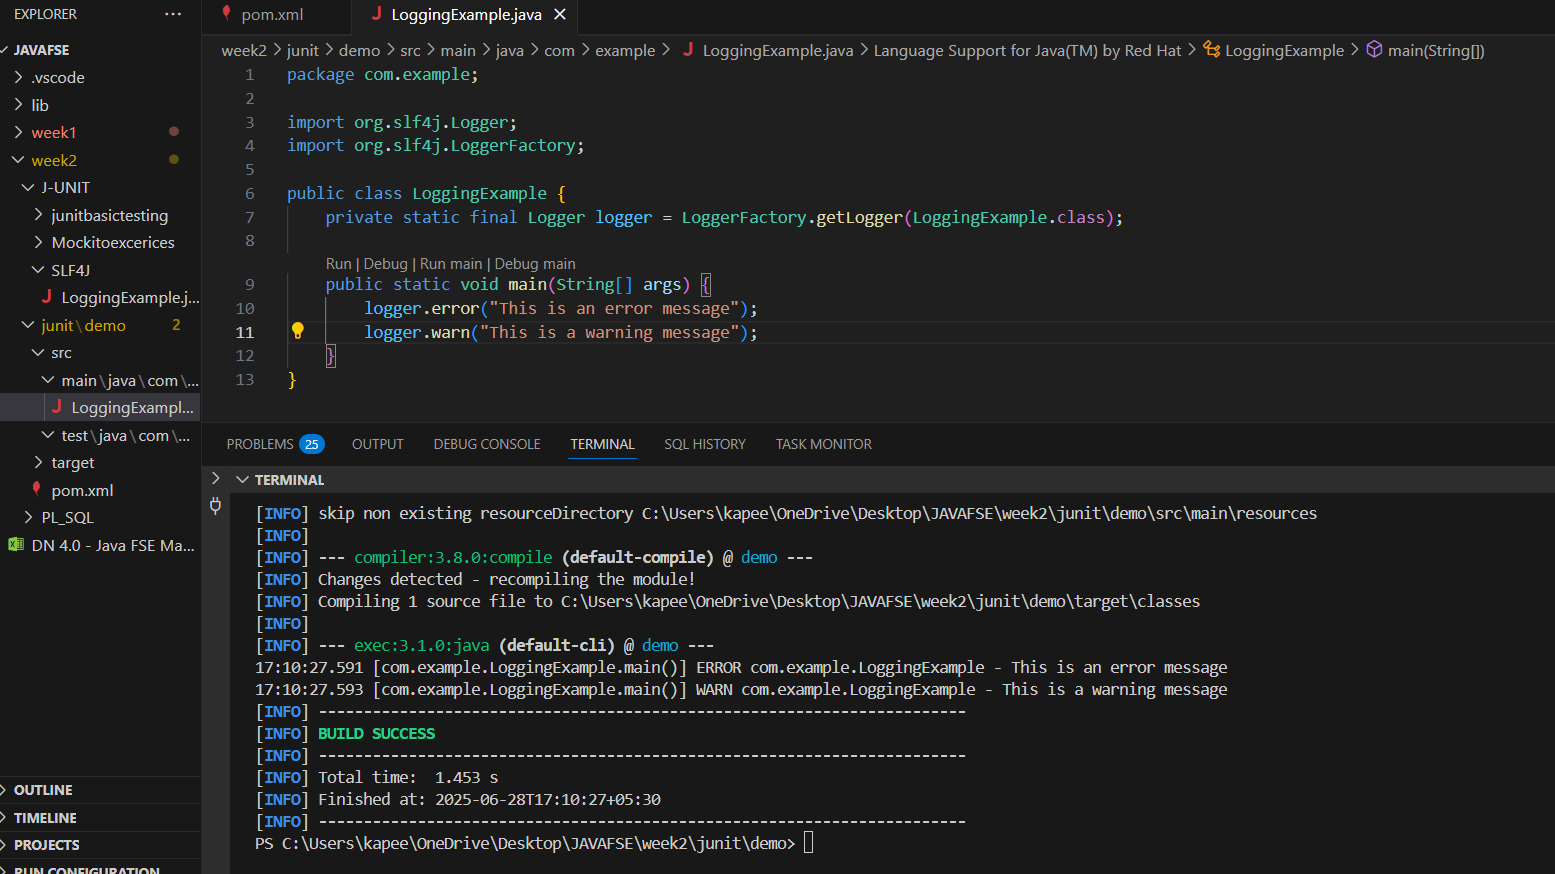 EXPLORER ···
JAVAFSE
.vscode
lib
week1
week2
J-UNIT
junitbasictesting
Mockitoexcerices
SLF4J
LoggingExample.j...
junit\demo 2
src
main\java\com\...
LoggingExampl...
test\java\com\...
target
pom.xml
PL_SQL
DN 4.0 - Java FSE Ma...
OUTLINE
TIMELINE
PROJECTS
RUN CONFIGURATION
pom.xml
LoggingExample.java
week2 > junit > demo > src > main > java > com > example > LoggingExample.java > Language Support for Java(TM) by Red Hat > LoggingExample > main(String[])
1 package com.example;
2
3 import org.slf4j.Logger;
4 import org.slf4j.LoggerFactory;
5
6 public class LoggingExample {
7 private static final Logger logger = LoggerFactory.getLogger(LoggingExample.class);
8
Run | Debug | Run main | Debug main
9 public static void main(String[] args) {
10 logger.error("This is an error message");
11 logger.warn("This is a warning message");
12 }
13 }
PROBLEMS 25 OUTPUT DEBUG CONSOLE TERMINAL SQL HISTORY TASK MONITOR
TERMINAL
[INFO] skip non existing resourceDirectory C:\Users\kapee\OneDrive\Desktop\JAVAFSE\week2\junit\demo\src\main\resources
[INFO]
[INFO] --- compiler:3.8.0:compile (default-compile) @ demo ---
[INFO] Changes detected - recompiling the module!
[INFO] Compiling 1 source file to C:\Users\kapee\OneDrive\Desktop\JAVAFSE\week2\junit\demo\target\classes
[INFO]
[INFO] --- exec:3.1.0:java (default-cli) @ demo ---
17:10:27.591 [com.example.LoggingExample.main()] ERROR com.example.LoggingExample - This is an error message
17:10:27.593 [com.example.LoggingExample.main()] WARN com.example.LoggingExample - This is a warning message
[INFO] ------------------------------------------------------------------------
[INFO] BUILD SUCCESS
[INFO] ------------------------------------------------------------------------
[INFO] Total time:  1.453 s
[INFO] Finished at: 2025-06-28T17:10:27+05:30
[INFO] ------------------------------------------------------------------------
PS C:\Users\kapee\OneDrive\Desktop\JAVAFSE\week2\junit\demo>